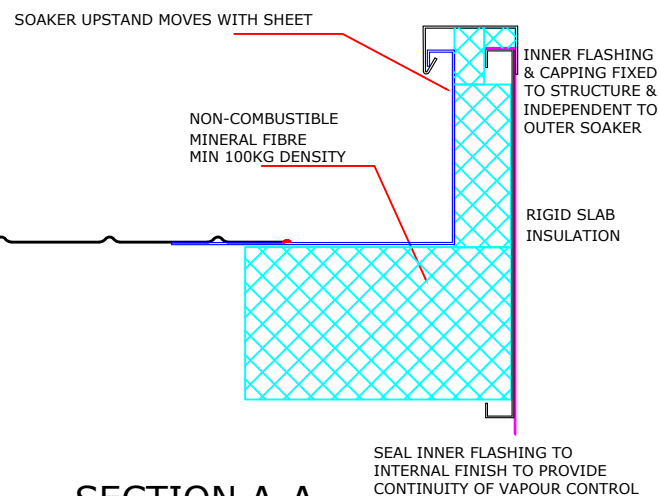 SOAKER UPSTAND MOVES WITH SHEET
INNER FLASHING
& CAPPING FIXED
TO STRUCTURE &
INDEPENDENT TO
OUTER SOAKER
NON-COMBUSTIBLE
MINERAL FIBRE
MIN 100KG DENSITY
RIGID SLAB
INSULATION
SEAL INNER FLASHING TO
INTERNAL FINISH TO PROVIDE
CONTINUITY OF VAPOUR CONTROL
SECTION A-A